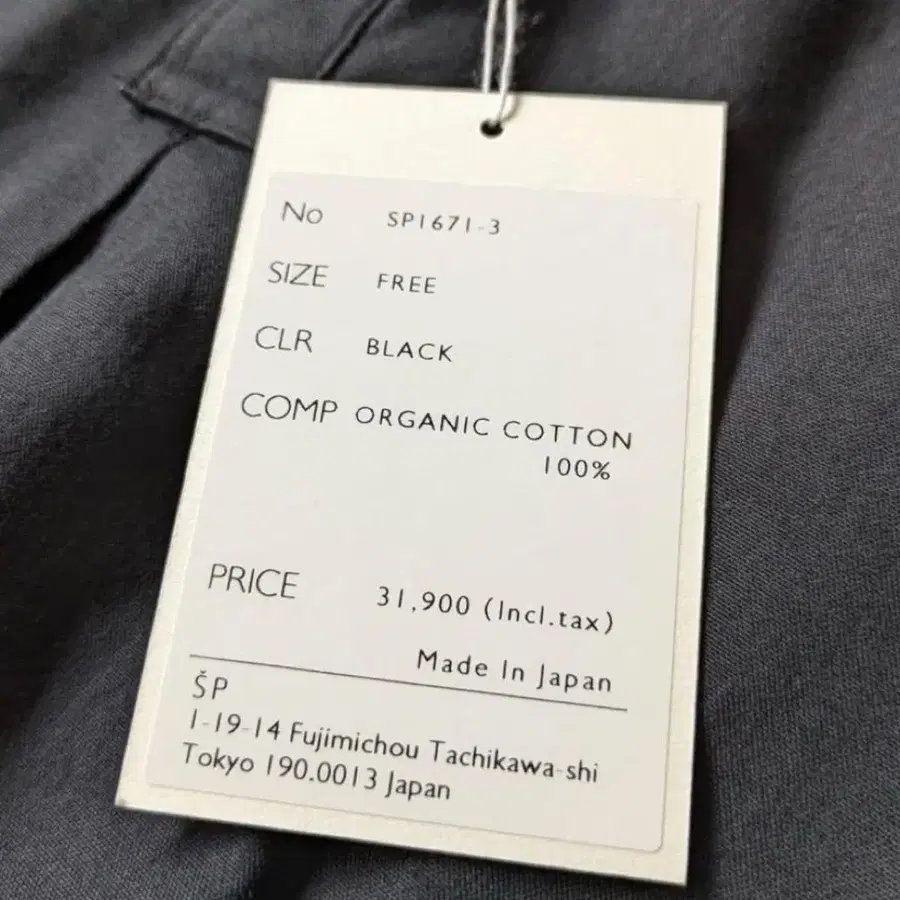 No SP1671-3
SIZE FREE
CLR BLACK
COMP ORGANIC COTTON
100%
PRICE 31,900 (Incl.tax)
Made In Japan
ŠP
1-19-14 Fujimichou Tachikawa-shi
Tokyo 190.0013 Japan